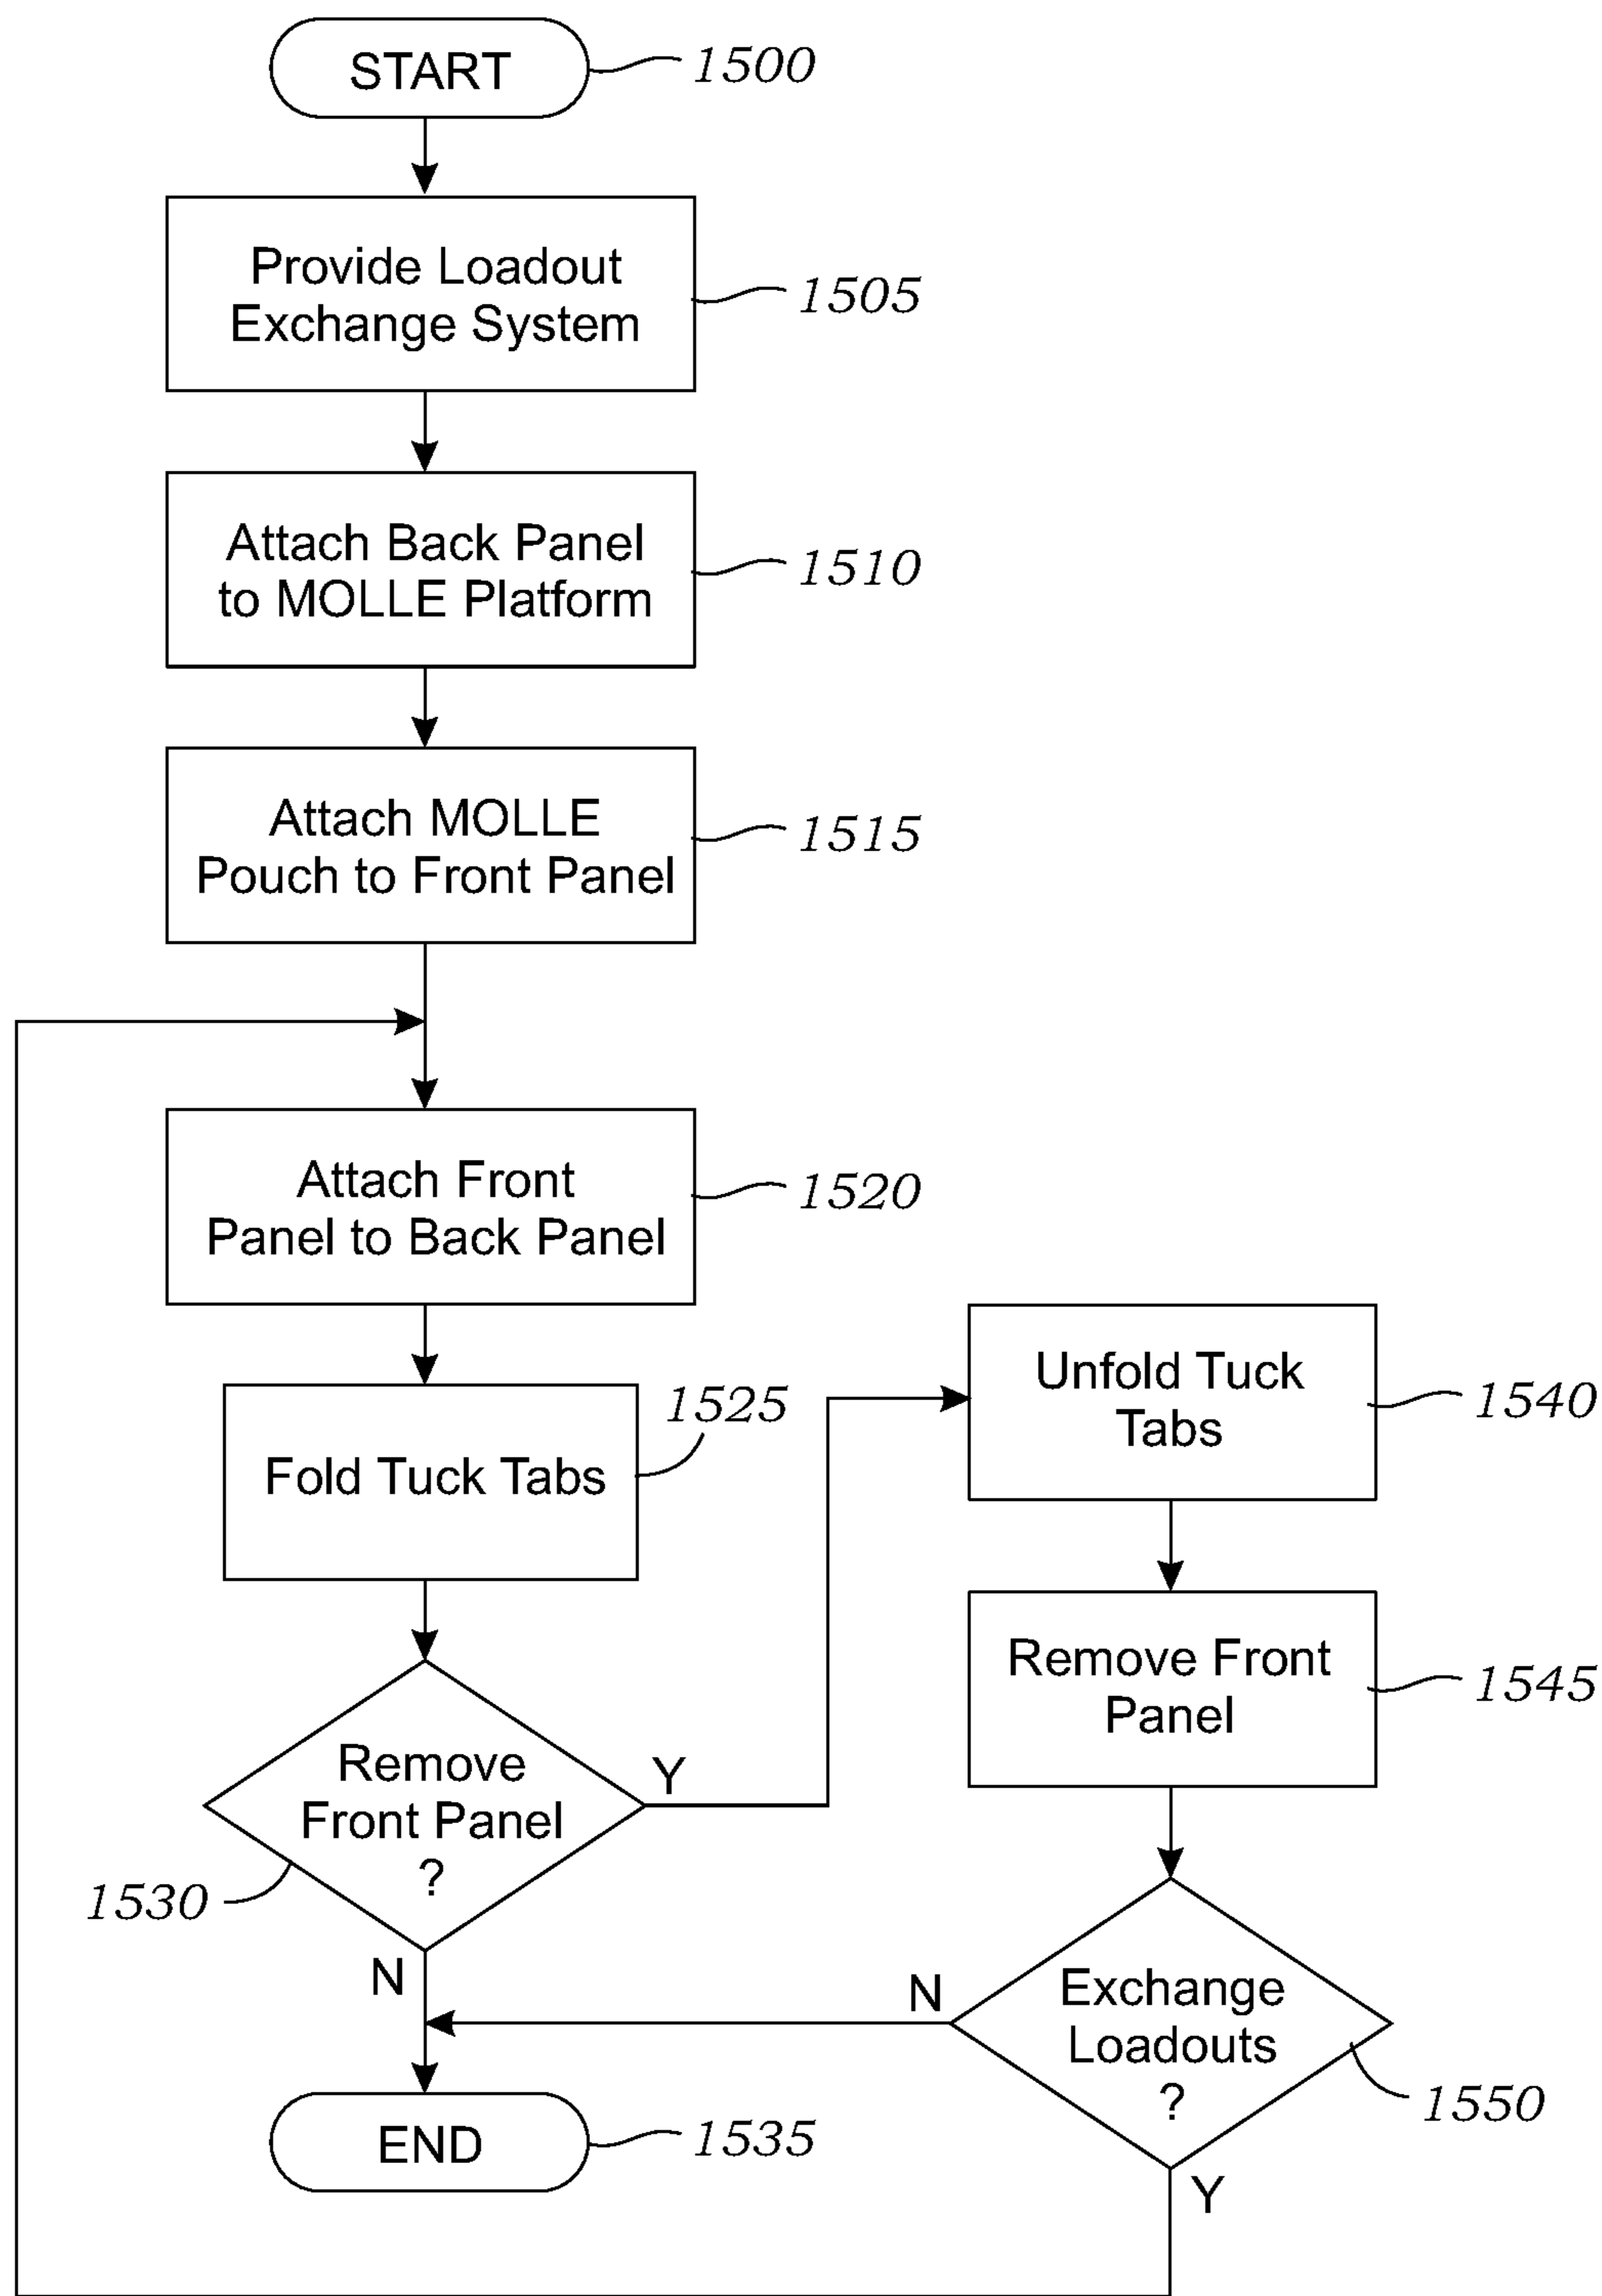 START
1500
Provide Loadout
Exchange System
1505
Attach Back Panel
to MOLLE Platform
1510
Attach MOLLE
Pouch to Front Panel
1515
Attach Front
Panel to Back Panel
1520
Fold Tuck Tabs
1525
Remove
Front Panel
?
1530
Y
N
Unfold Tuck
Tabs
1540
Remove Front
Panel
1545
Exchange
Loadouts
?
1550
N
Y
END
1535